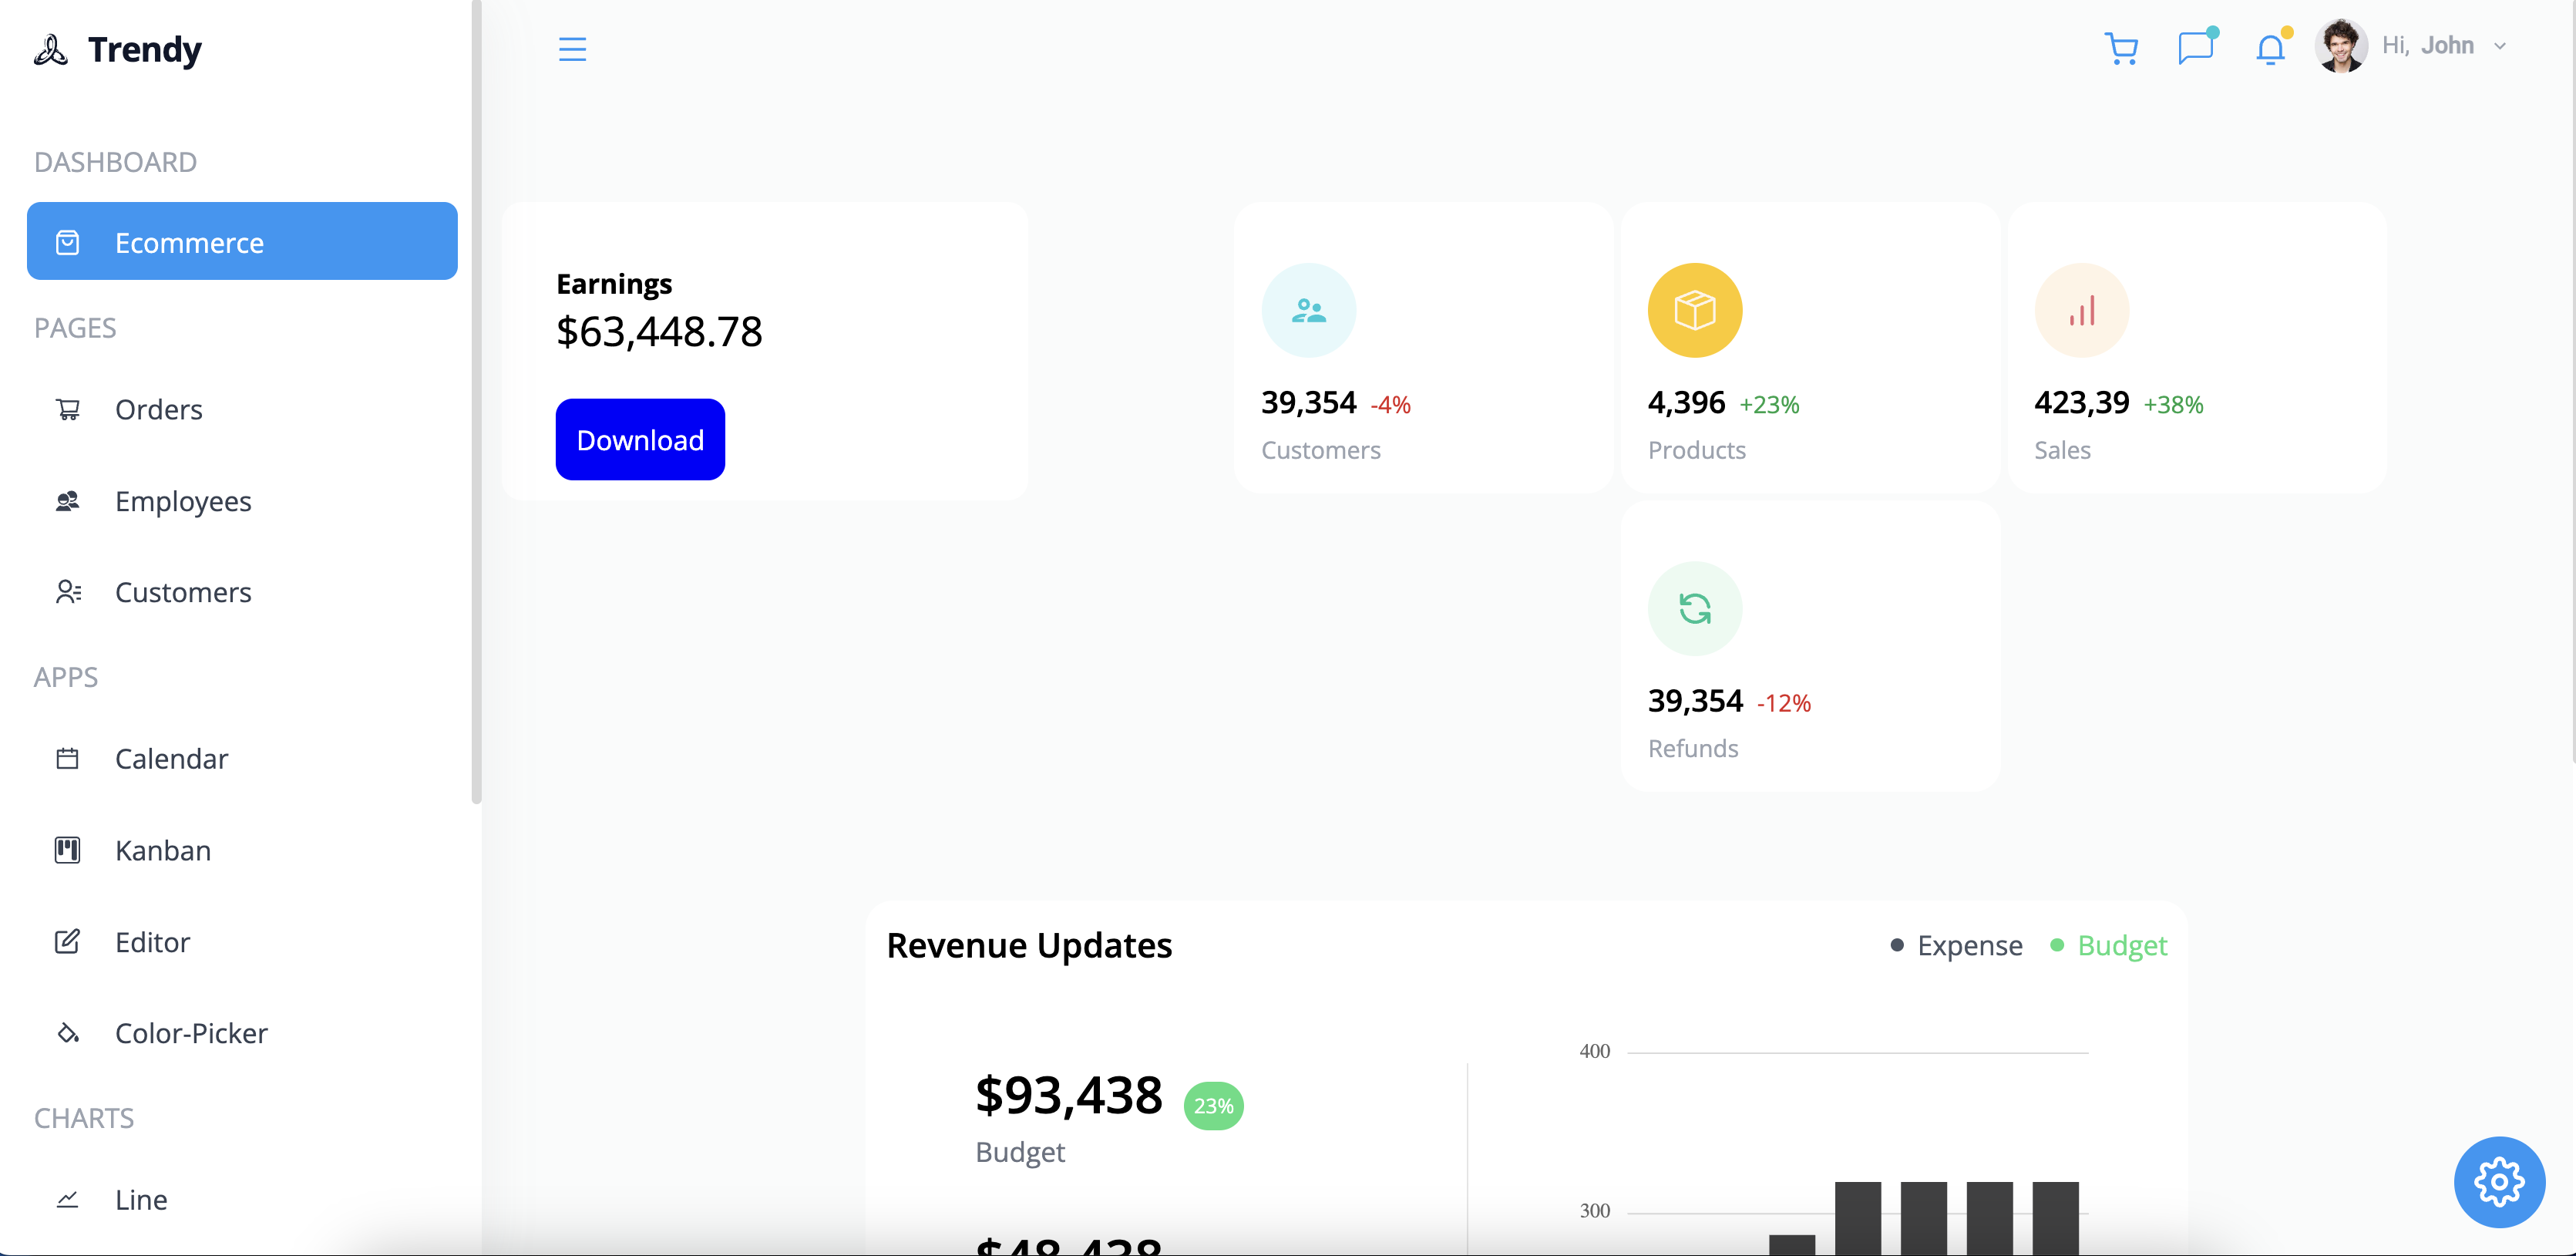 Trendy
Hi, John
DASHBOARD
Ecommerce
PAGES
Orders
Employees
Customers
APPS
Calendar
Kanban
Editor
Color-Picker
CHARTS
Line
Earnings
$63,448.78
Download
39,354 -4%
Customers
4,396 +23%
Products
423,39 +38%
Sales
39,354 -12%
Refunds
Revenue Updates
Expense
Budget
$93,438 23%
Budget
$48,438
400
300